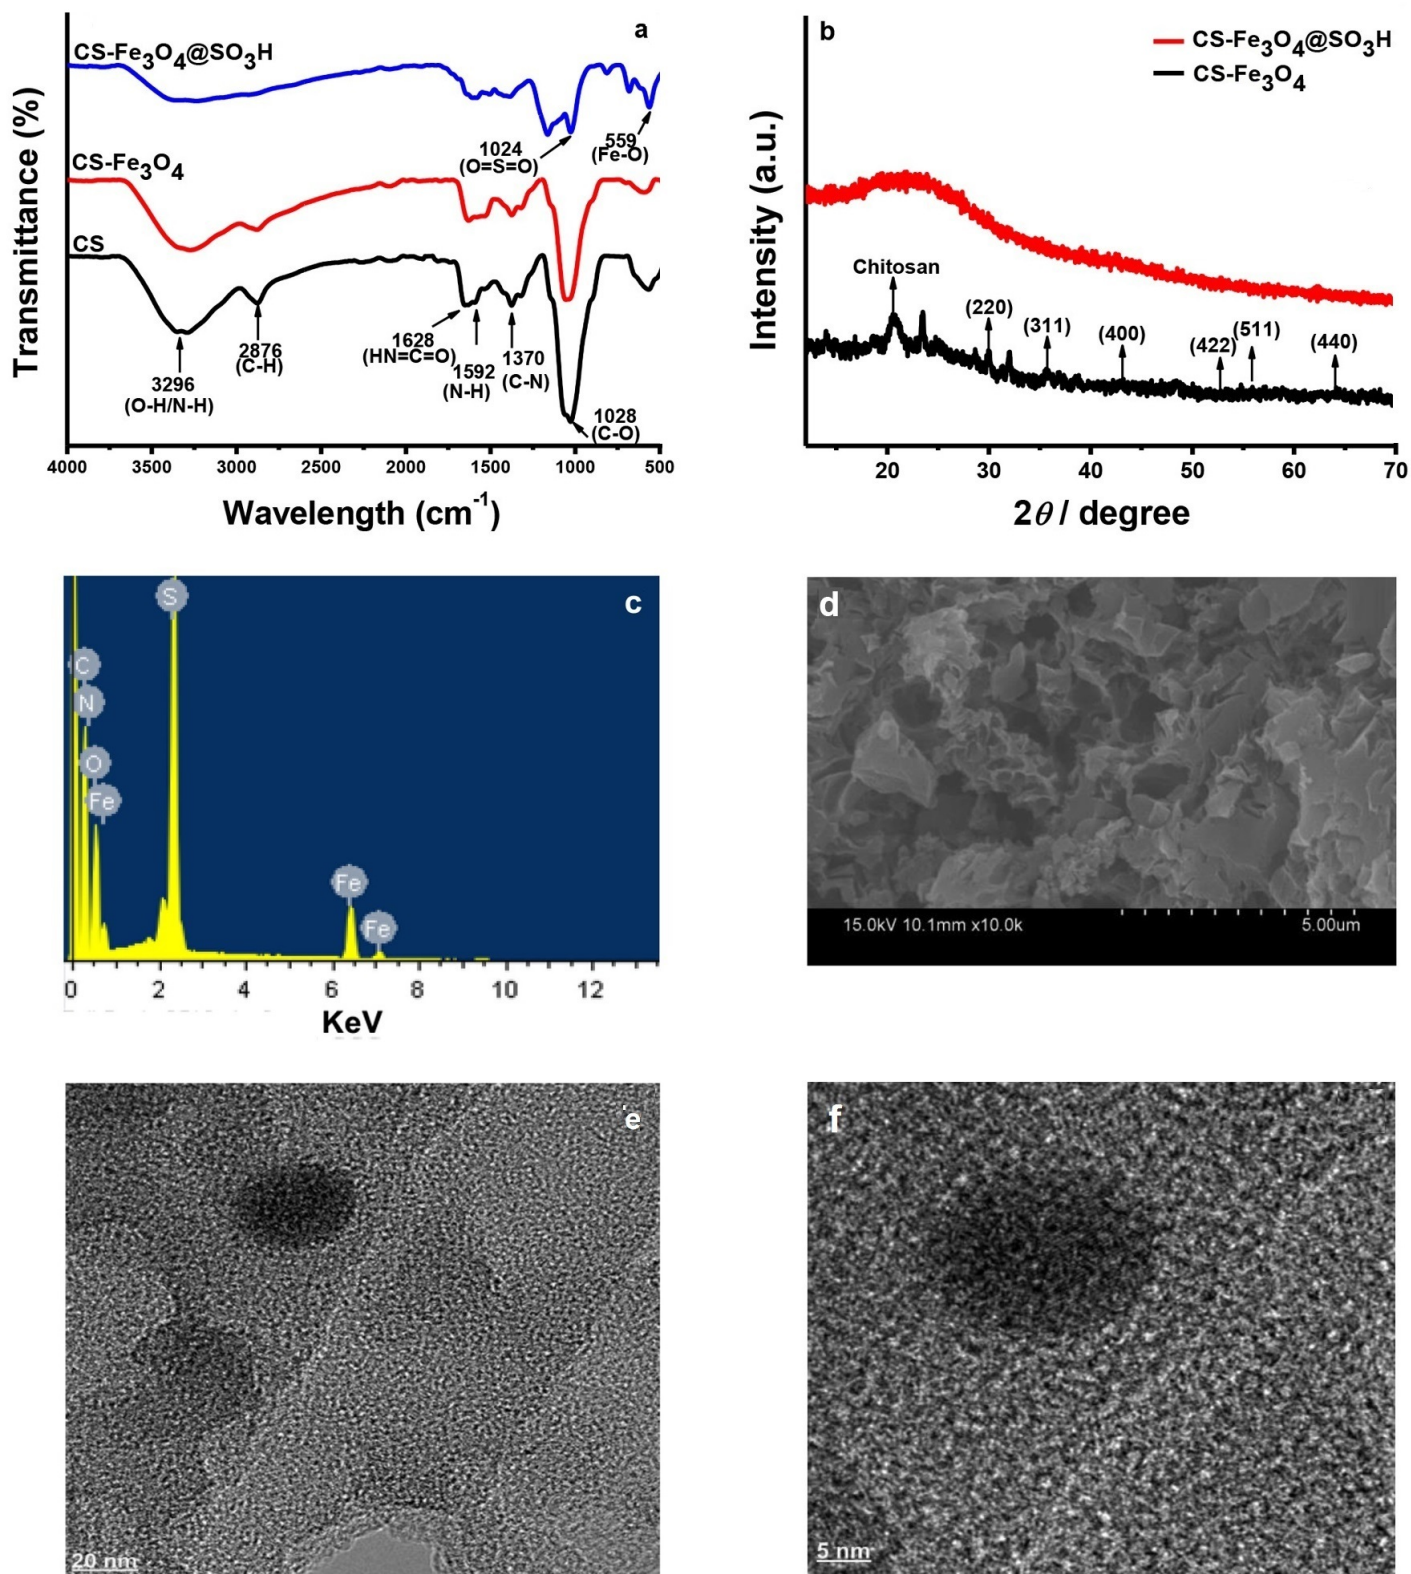 a
CS-Fe3O4@SO3H
1024
(O=S=O)
559
(Fe-O)
CS-Fe3O4
CS
3296
(O-H/N-H)
2876
(C-H)
1628
(HN=C=O)
1592
(N-H)
1370
(C-N)
1028
(C-O)
Transmittance (%)
4000 3500 3000 2500 2000 1500 1000 500
Wavelength (cm-1)
b
CS-Fe3O4@SO3H
CS-Fe3O4
Chitosan
(220)
(311)
(400)
(422)
(511)
(440)
Intensity (a.u.)
20 30 40 50 60 70
2θ / degree
c
S
C
N
O
Fe
Fe
Fe
0 2 4 6 8 10 12
KeV
d
15.0kV 10.1mm x10.0k 5.00um
e
20 nm
f
5 nm